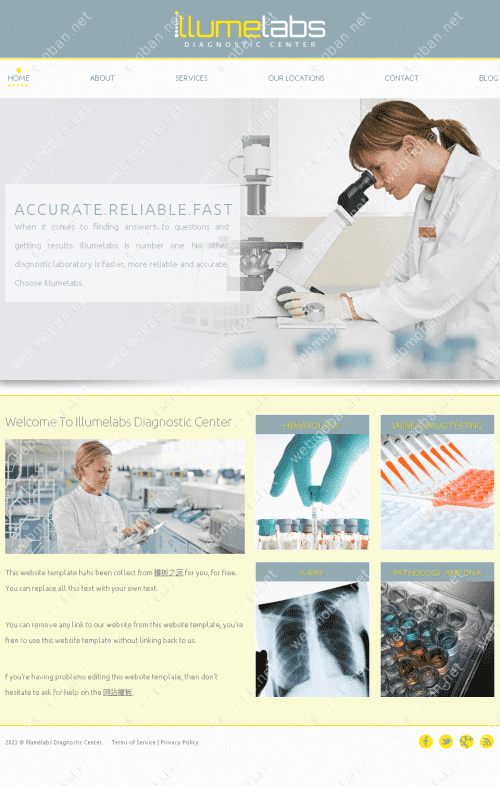 illumelabs
DIAGNOSTIC CENTER
HOME ABOUT SERVICES OUR LOCATIONS CONTACT BLOG
ACCURATE.RELIABLE.FAST
When it comes to finding answers to questions and
getting results. Illumelabs is number one. No other
diagnostic laboratory is faster, more reliable and accurate.
Choose Illumelabs.
Welcome To Illumelabs Diagnostic Center
HEMATOLOGY URINE & DRUG TESTING
This website template hahs been collect from 模板之家 for you, for free.
You can replace all this text with your own text.
X-RAY PATHOLOGY AND DNA
You can remove any link to our website from this website template, you're
free to use this website template without linking back to us.
f you're having problems editing this website template, then don't
hesitate to ask for help on the 网站模板.
2023 © Illumelabs Diagnostic Center. Terms of Service | Privacy Policy
webmoban.net